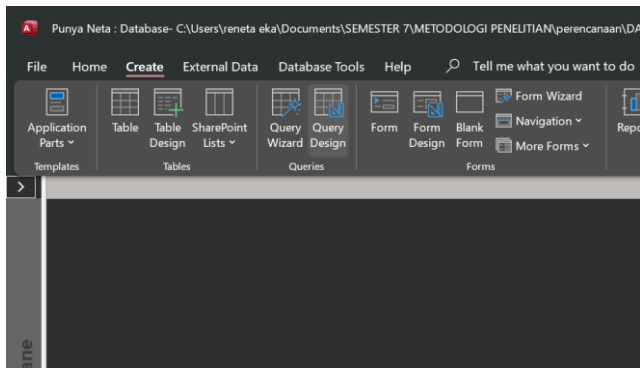 Punya Neta : Database- C:\Users\reneta eka\Documents\SEMESTER 7\METODOLOGI PENELITIAN\perencanaan\DA
File Home Create External Data Database Tools Help Tell me what you want to do
Application Parts
Table
Table Design
SharePoint Lists
Query Wizard
Query Design
Form
Form Design
Blank Form
Form Wizard
Navigation
More Forms
Repo
Templates
Tables
Queries
Forms
ane